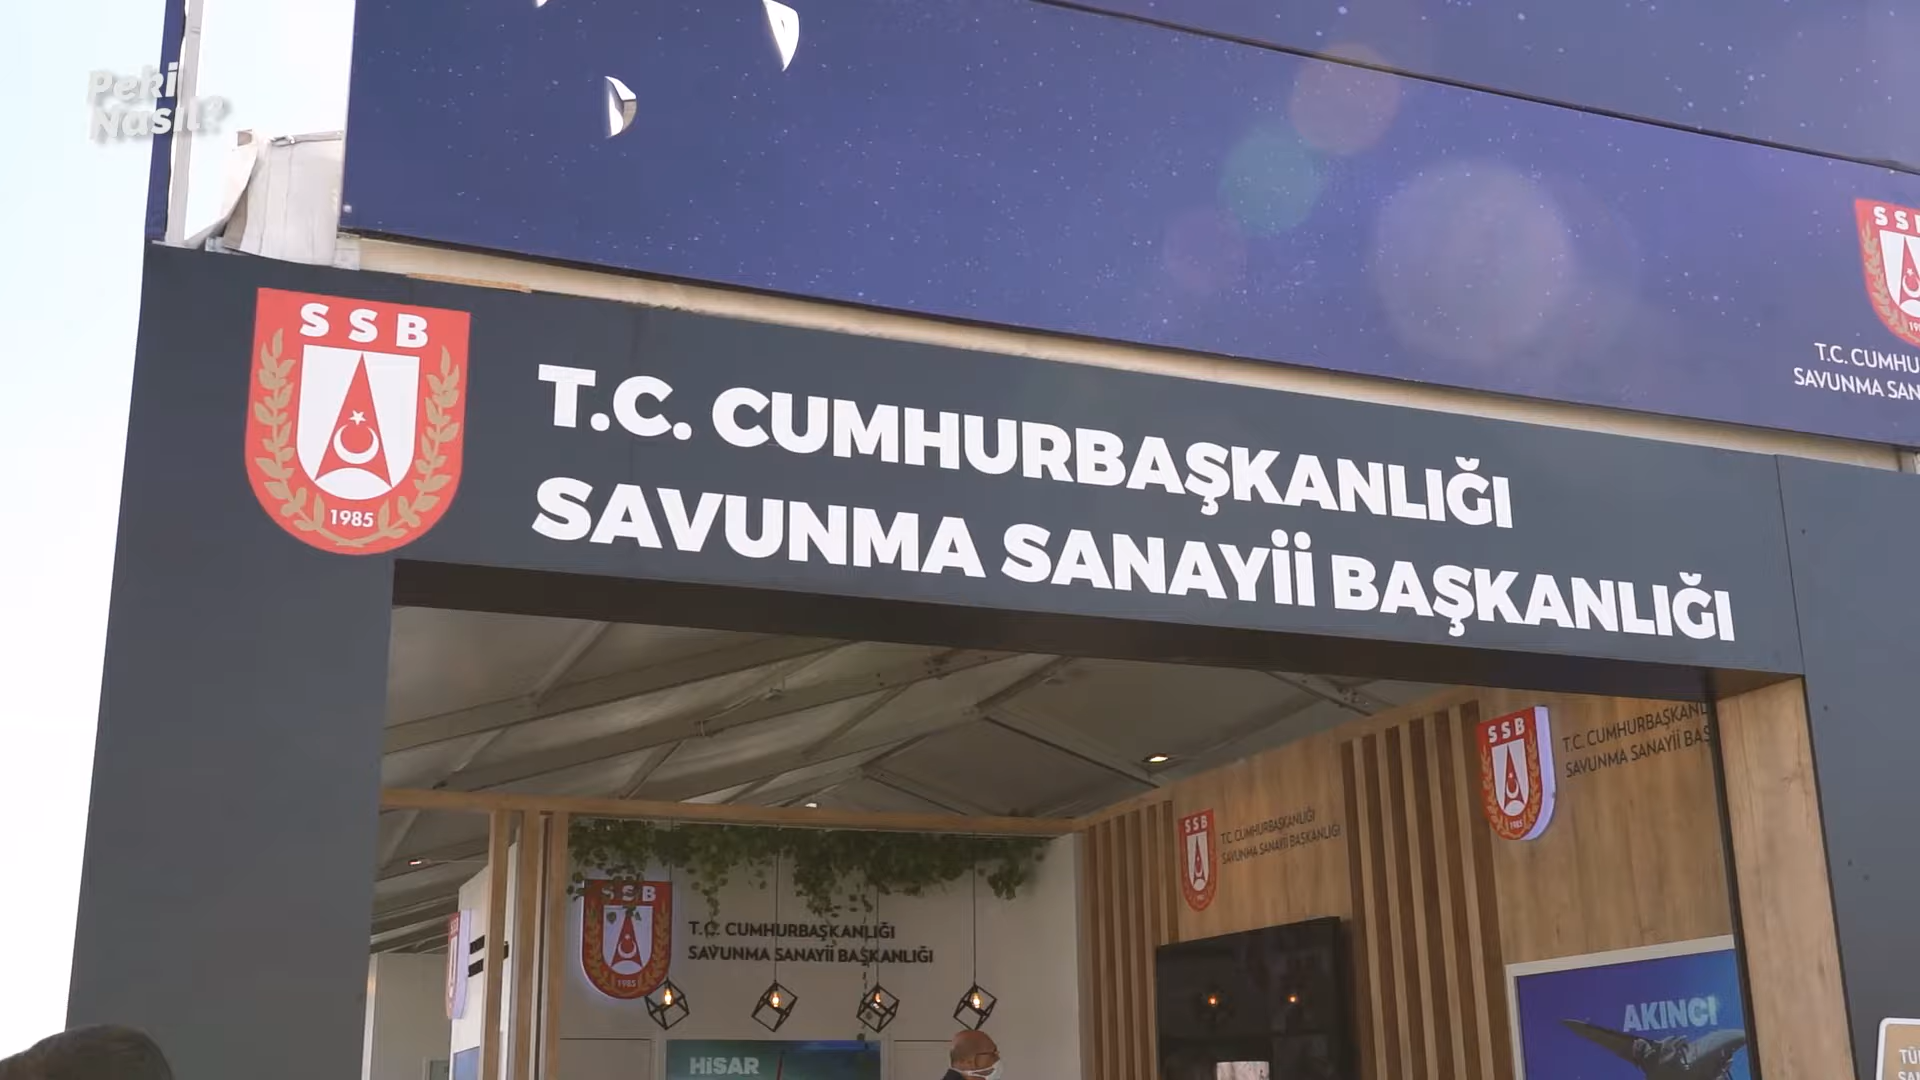 Peki
Nasıl?
SSB
T.C. CUMHU
SAVUNMA SAN
SSB
1985
T.C. CUMHURBAŞKANLIĞI
SAVUNMA SANAYİİ BAŞKANLIĞI
SSB
1985
T.C. CUMHURBAŞKANL
SAVUNMA SANAYİİ BAŞ
SSB
T.C. CUMHURBAŞKANLIĞI
SAVUNMA SANAYİİ BAŞKANLIĞI
SSB
1985
T.C. CUMHURBAŞKANLIĞI
SAVUNMA SANAYİİ BAŞKANLIĞI
HİSAR
AKINCI